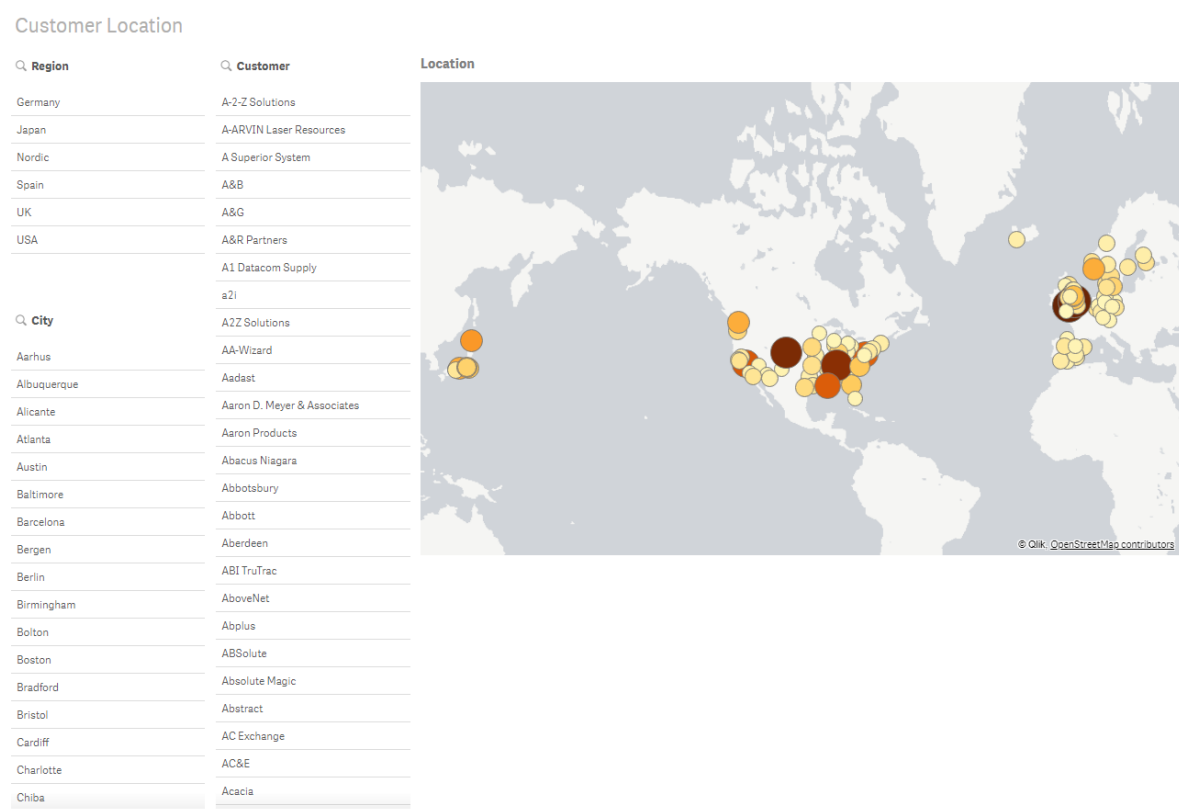 Customer Location
Region
Germany
Japan
Nordic
Spain
UK
USA
City
Aarhus
Albuquerque
Alicante
Atlanta
Austin
Baltimore
Barcelona
Bergen
Berlin
Birmingham
Bolton
Boston
Bradford
Bristol
Cardiff
Charlotte
Chiba
Customer
A-2-Z Solutions
A-ARVIN Laser Resources
A Superior System
A&B
A&G
A&R Partners
A1 Datacom Supply
a2i
A2Z Solutions
AA-Wizard
Aadast
Aaron D. Meyer & Associates
Aaron Products
Abacus Niagara
Abbotsbury
Abbott
Aberdeen
ABI TruTrac
AboveNet
Abplus
ABSolute
Absolute Magic
Abstract
AC Exchange
AC&E
Acacia
Location
© Qlik, OpenStreetMap contributors